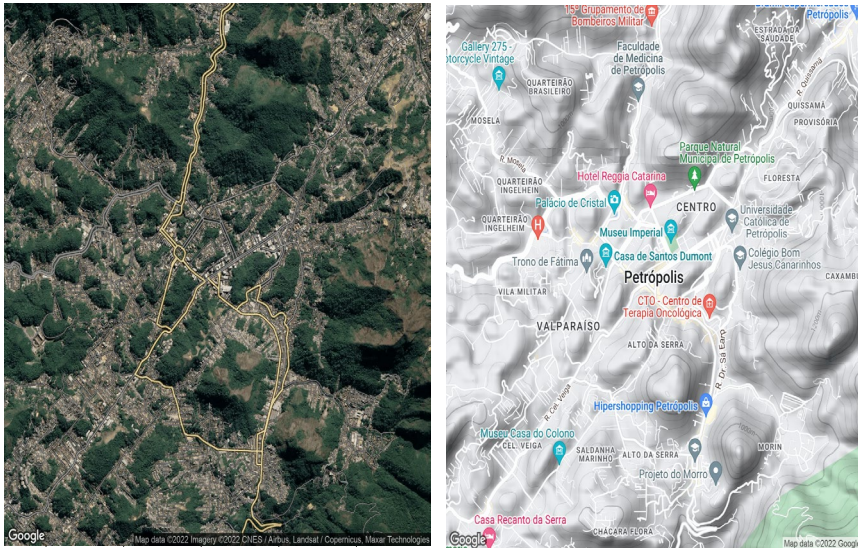 Google
Map data ©2022 Imagery ©2022 CNES / Airbus, Landsat / Copernicus, Maxar Technologies
15º Grupamento de
Bombeiros Militar
Petrópolis
ESTRADA DA
SAUDADE
Gallery 275 -
otorcycle Vintage
Faculdade
de Medicina
de Petrópolis
QUARTEIRÃO
BRASILEIRO
R. Quissamã
QUISSAMÃ
PROVISÓRIA
MOSELA
R. Mosela
Parque Natural
Municipal de Petrópolis
QUARTEIRÃO
INGELHEIM
Hotel Reggia Catarina
FLORESTA
Palácio de Cristal
CENTRO
QUARTEIRÃO
INGLHEIM
Universidade
Católica de
Petrópolis
Museu Imperial
Trono de Fátima
Casa de Santos Dumont
Colégio Bom
Jesus Canarinhos
Petrópolis
CAXAMBU
VILA MILITAR
CTO - Centro de
Terapia Oncológica
VALPARAÍSO
ALTO DA SERRA
R. Dr. Sá Earp
R. Cel. Veiga
Hipershopping Petrópolis
Museu Casa do Colono
CEL. VEIGA
SALDANHA
MARINHO
ALTO DA SERRA
MORIN
Projeto do Morro
Casa Recanto da Serra
CHÁCARA FLORA
Google
Map data ©2022 Google